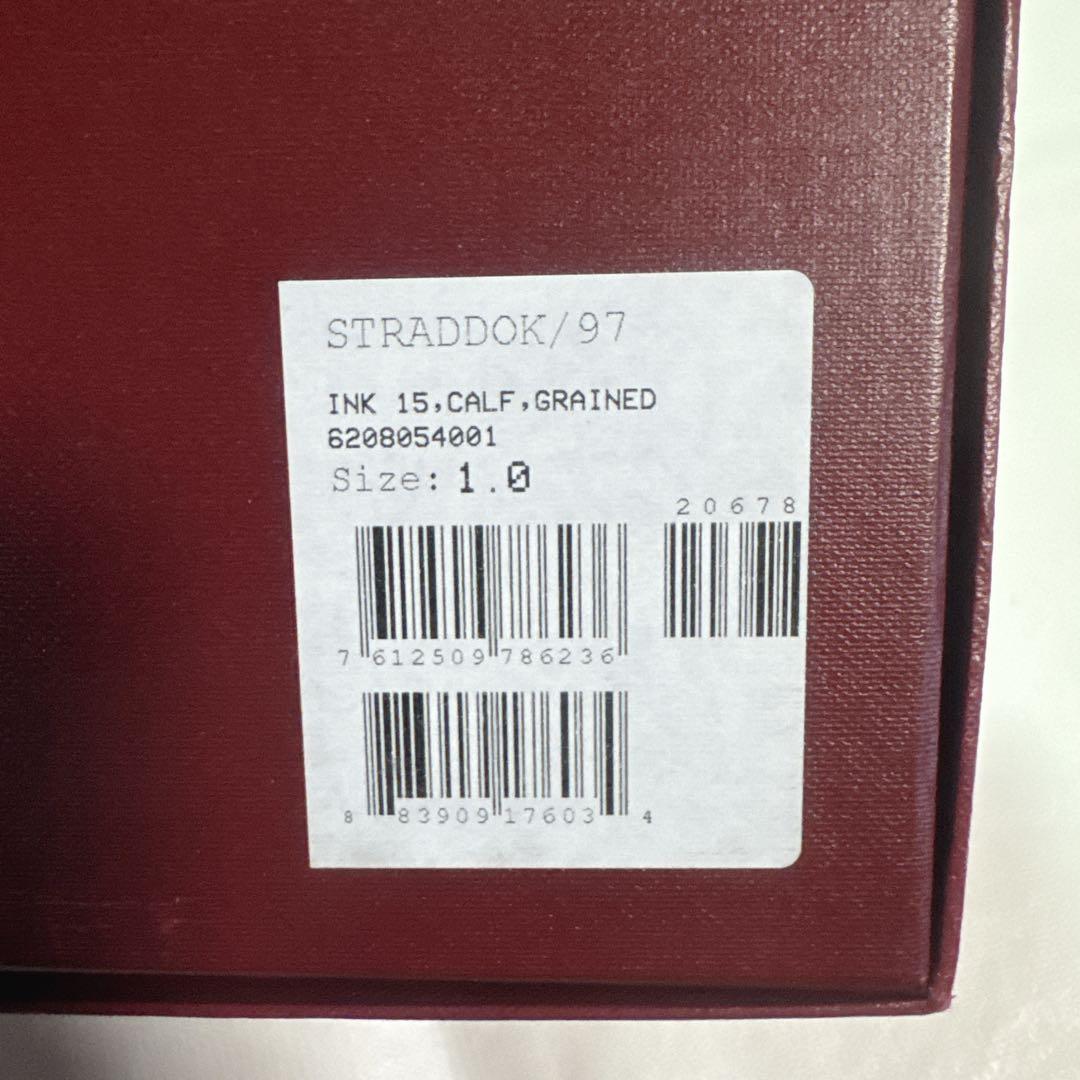 STRADDOK/97
INK 15,CALF,GRAINED
6208054001
Size: 1.0
20678
7 612509 786236
8 83909 17603 4